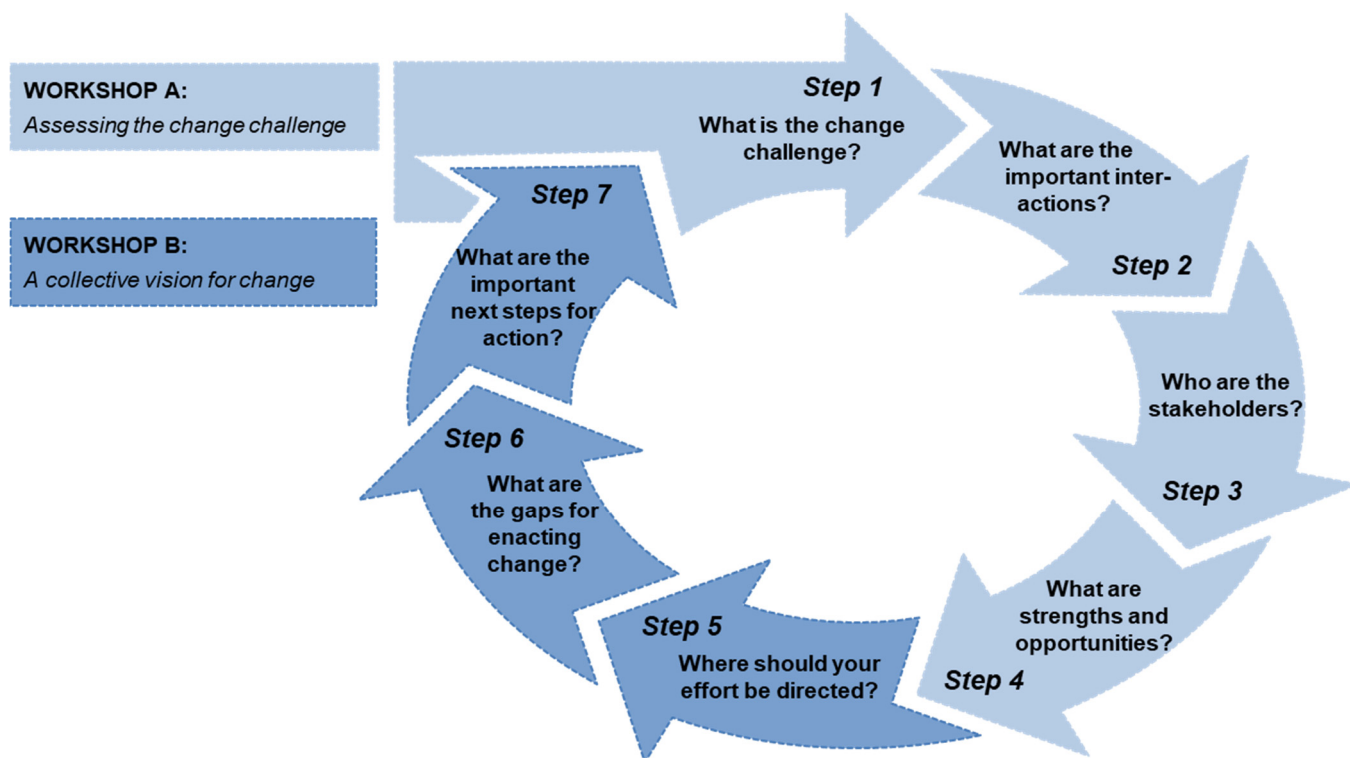 WORKSHOP A:
Assessing the change challenge
WORKSHOP B:
A collective vision for change
Step 1
What is the change
challenge?
What are the
important inter-
actions?
Step 2
Who are the
stakeholders?
Step 3
What are
strengths and
opportunities?
Step 4
Step 5
Where should your
effort be directed?
Step 6
What are
the gaps for
enacting
change?
Step 7
What are the
important
next steps for
action?